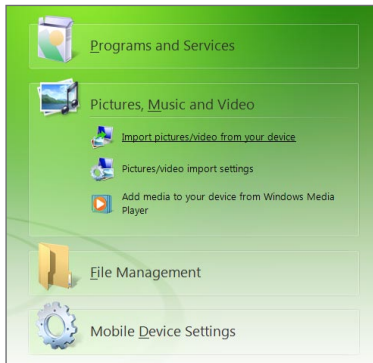 Programs and Services
Pictures, Music and Video
Import pictures/video from your device
Pictures/video import settings
Add media to your device from Windows Media
Player
File Management
Mobile Device Settings